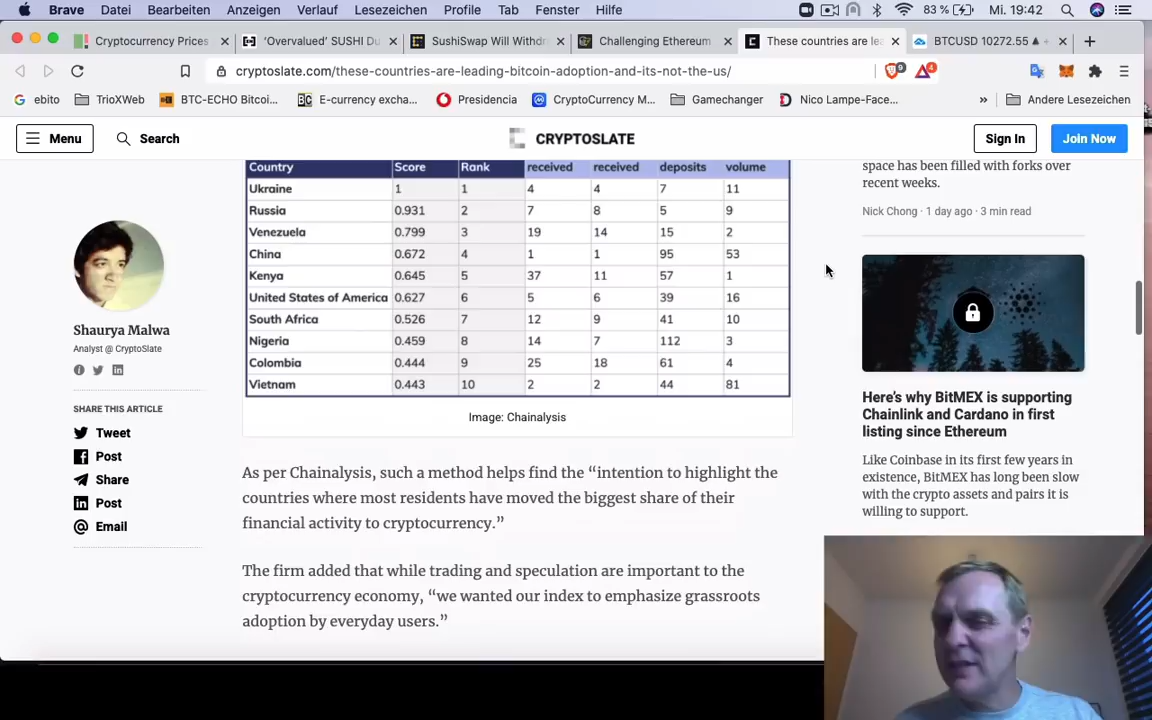 Brave Datei Bearbeiten Anzeigen Verlauf Lesezeichen Profile Tab Fenster Hilfe 83 % Mi. 19:42
Cryptocurrency Prices
'Overvalued' SUSHI Du
SushiSwap Will Withdr
Challenging Ethereum
These countries are lea
BTCUSD 10272.55 ▲
cryptoslate.com/these-countries-are-leading-bitcoin-adoption-and-its-not-the-us/
9
4
ebito TrioXWeb BTC-ECHO Bitcoi... E-currency excha... Presidencia CryptoCurrency M... Gamechanger Nico Lampe-Face... » Andere Lesezeichen
Menu Search CRYPTOSLATE Sign In Join Now
Country Score Rank received received deposits volume
Ukraine 1 1 4 4 7 11
Russia 0.931 2 7 8 5 9
Venezuela 0.799 3 19 14 15 2
China 0.672 4 1 1 95 53
Kenya 0.645 5 37 11 57 1
United States of America 0.627 6 5 6 39 16
South Africa 0.526 7 12 9 41 10
Nigeria 0.459 8 14 7 112 3
Colombia 0.444 9 25 18 61 4
Vietnam 0.443 10 2 2 44 81
Image: Chainalysis
As per Chainalysis, such a method helps find the “intention to highlight the
countries where most residents have moved the biggest share of their
financial activity to cryptocurrency.”
The firm added that while trading and speculation are important to the
cryptocurrency economy, “we wanted our index to emphasize grassroots
adoption by everyday users.”
Shaurya Malwa
Analyst @ CryptoSlate
SHARE THIS ARTICLE
Tweet
Post
Share
Post
Email
space has been filled with forks over
recent weeks.
Nick Chong · 1 day ago · 3 min read
Here’s why BitMEX is supporting
Chainlink and Cardano in first
listing since Ethereum
Like Coinbase in its first few years in
existence, BitMEX has long been slow
with the crypto assets and pairs it is
willing to support.